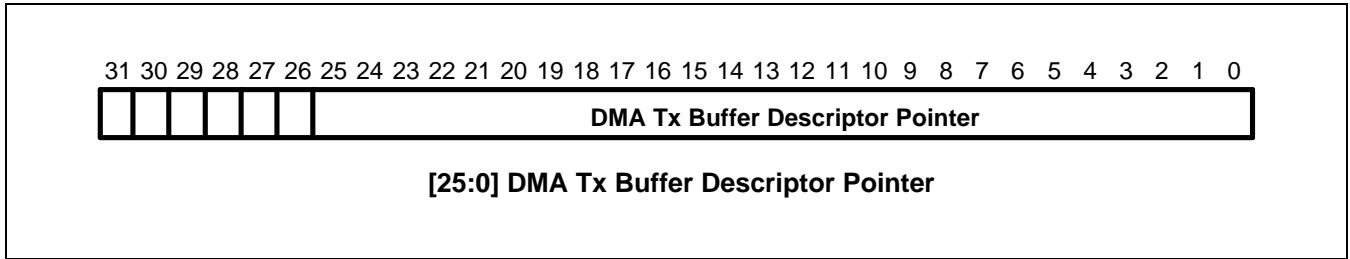 31 30 29 28 27 26 25 24 23 22 21 20 19 18 17 16 15 14 13 12 11 10 9 8 7 6 5 4 3 2 1 0
DMA Tx Buffer Descriptor Pointer
[25:0] DMA Tx Buffer Descriptor Pointer